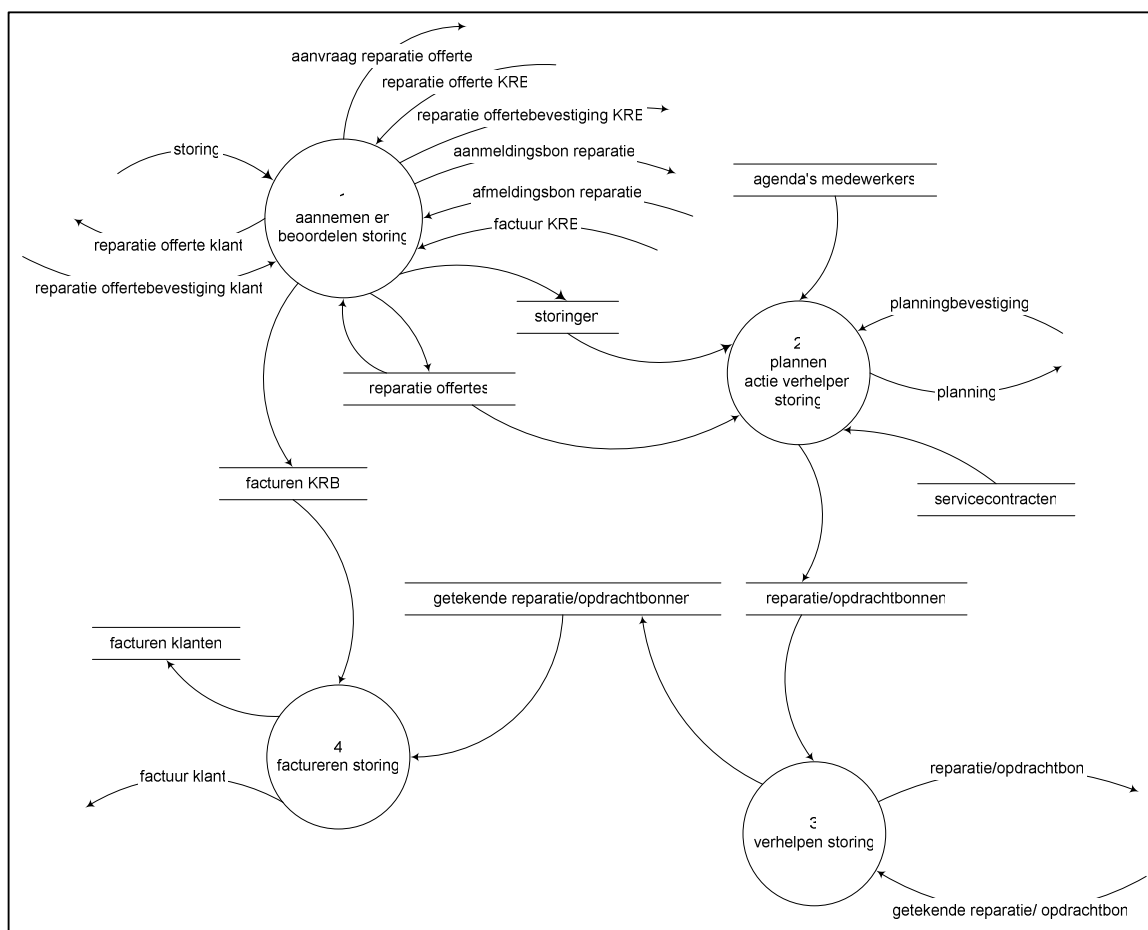 aanvraag reparatie offerte
reparatie offerte KRB
reparatie offertebevestiging KRB
storing
aanmeldingsbon reparatie
afmeldingsbon reparatie
factuur KRB
1
aannemen en
beoordelen storing
reparatie offerte klant
reparatie offertebevestiging klant
agenda's medewerkers
storingen
planningbevestiging
2
plannen
actie verhelpen
storing
planning
reparatie offertes
facturen KRB
servicecontracten
getekende reparatie/opdrachtbonnen
reparatie/opdrachtbonnen
facturen klanten
4
factureren storing
factuur klant
reparatie/opdrachtbon
3
verhelpen storing
getekende reparatie/ opdrachtbon